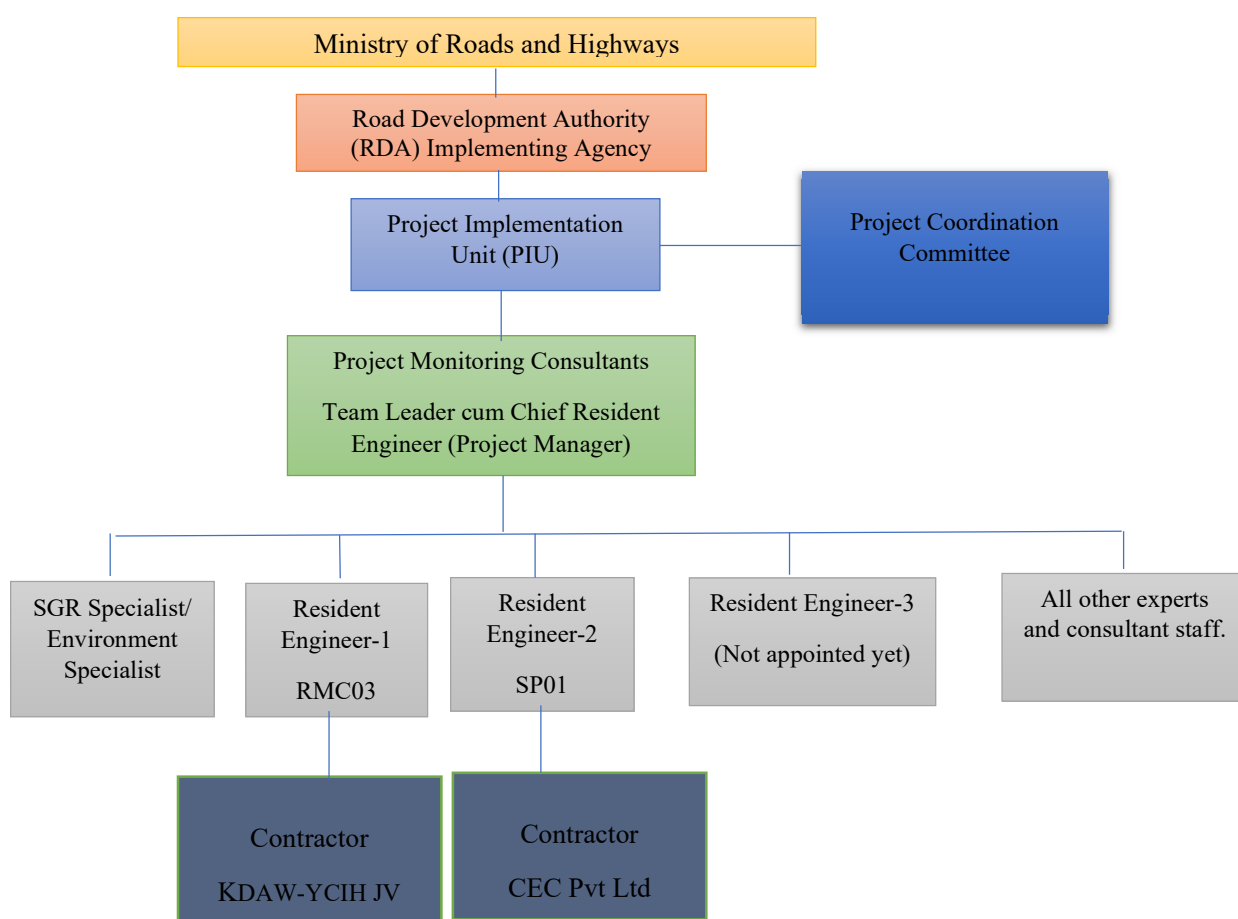 Ministry of Roads and Highways
Road Development Authority
(RDA) Implementing Agency
Project Implementation
Unit (PIU)
Project Coordination
Committee
Project Monitoring Consultants
Team Leader cum Chief Resident
Engineer (Project Manager)
SGR Specialist/
Environment
Specialist
Resident
Engineer-1
RMC03
Resident
Engineer-2
SP01
Resident Engineer-3
(Not appointed yet)
All other experts
and consultant staff.
Contractor
KDAW-YCIH JV
Contractor
CEC Pvt Ltd